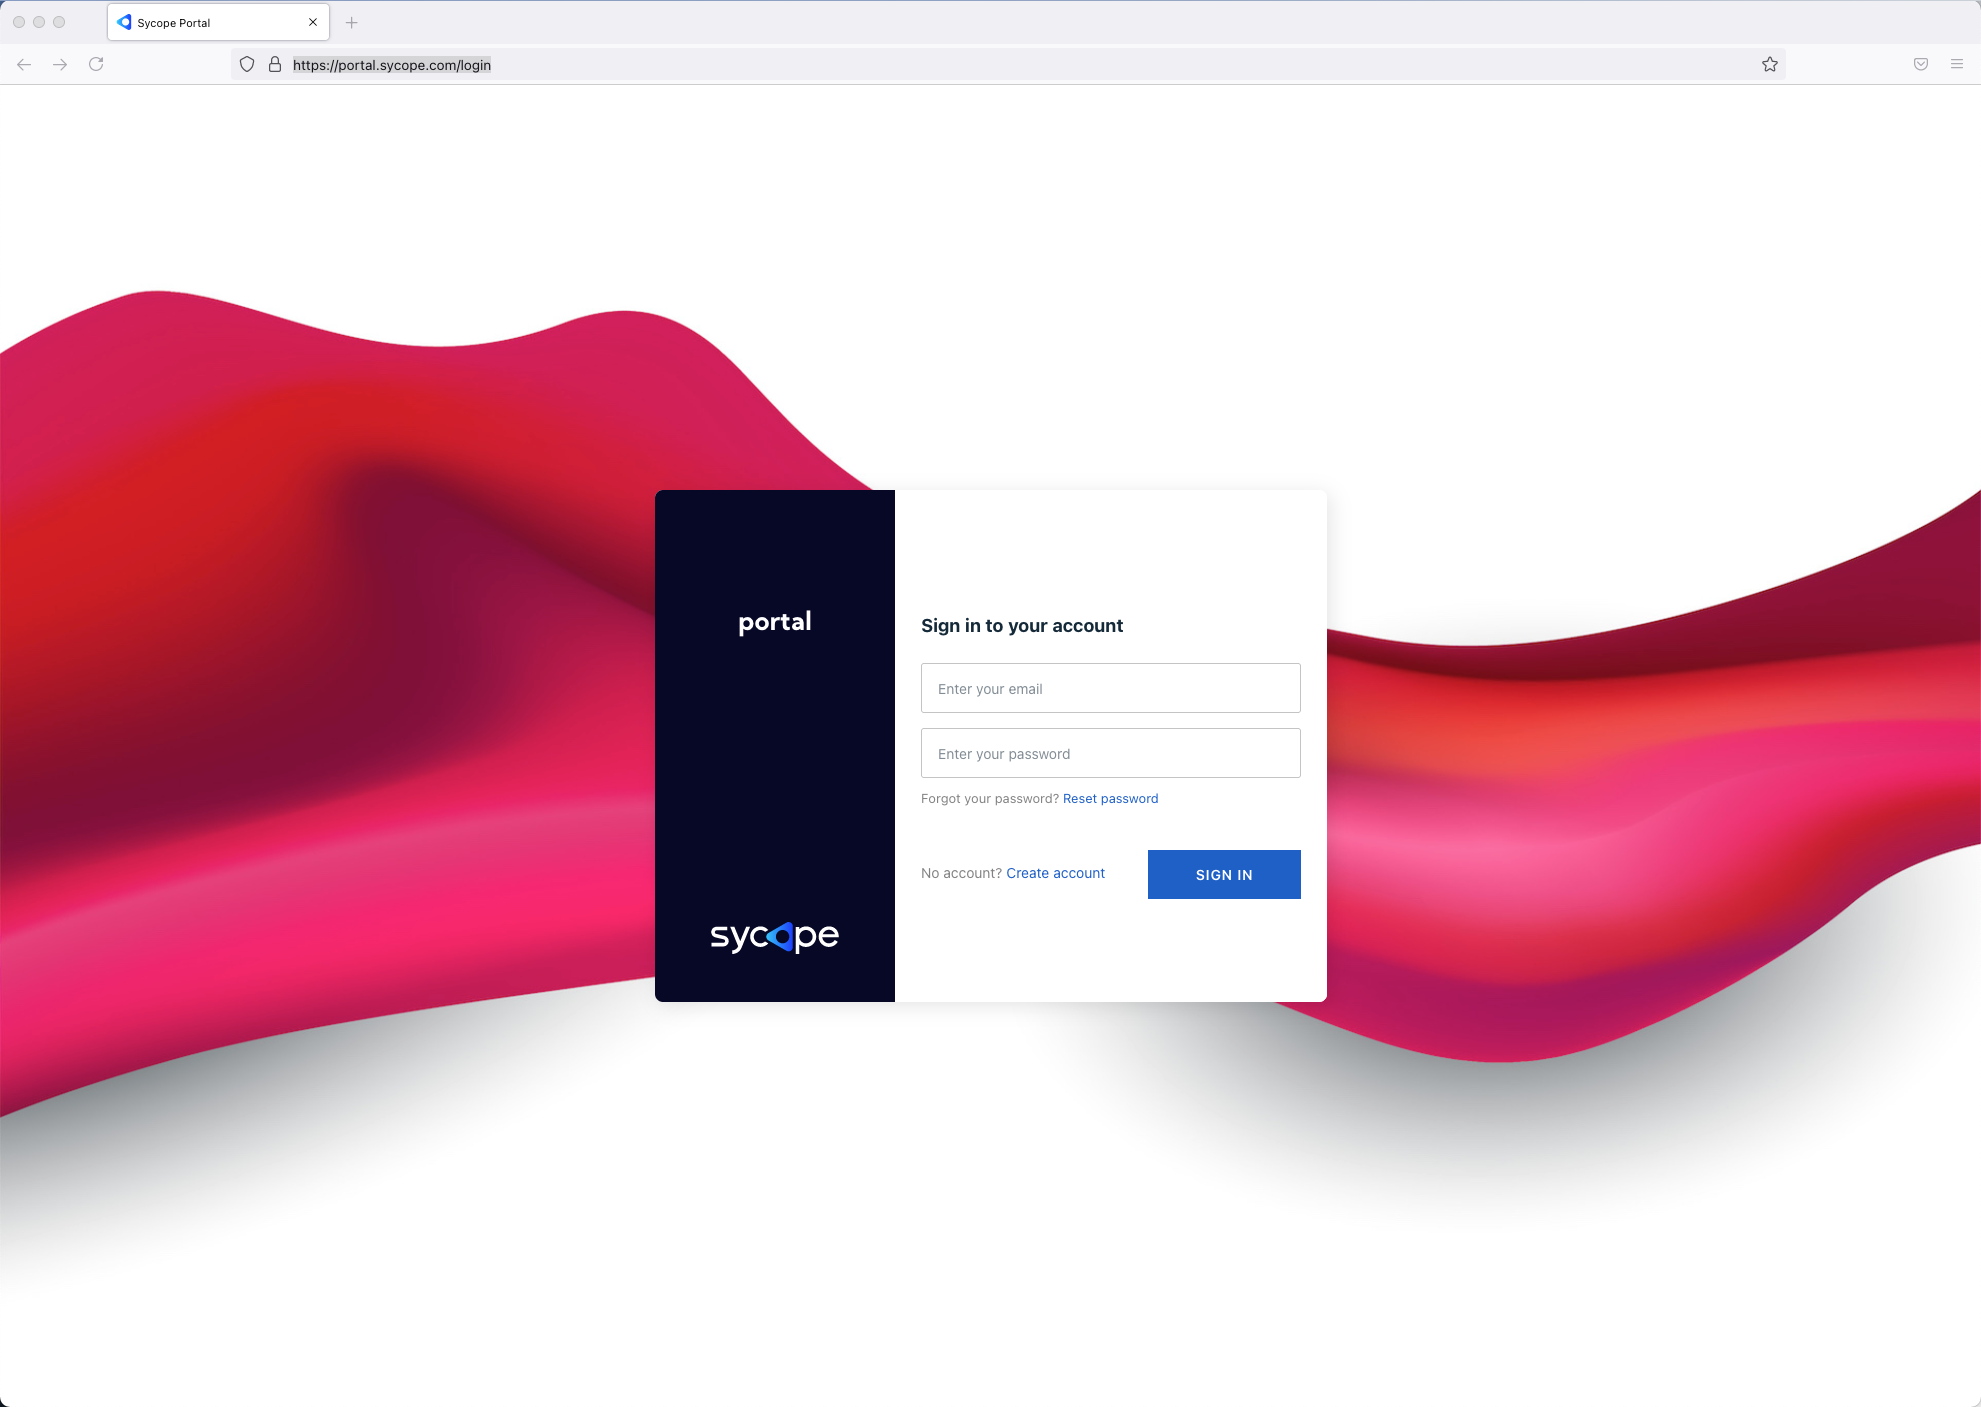 Sycope Portal
https://portal.sycope.com/login
portal
Sign in to your account
Enter your email
Enter your password
Forgot your password? Reset password
No account? Create account
SIGN IN
sycope